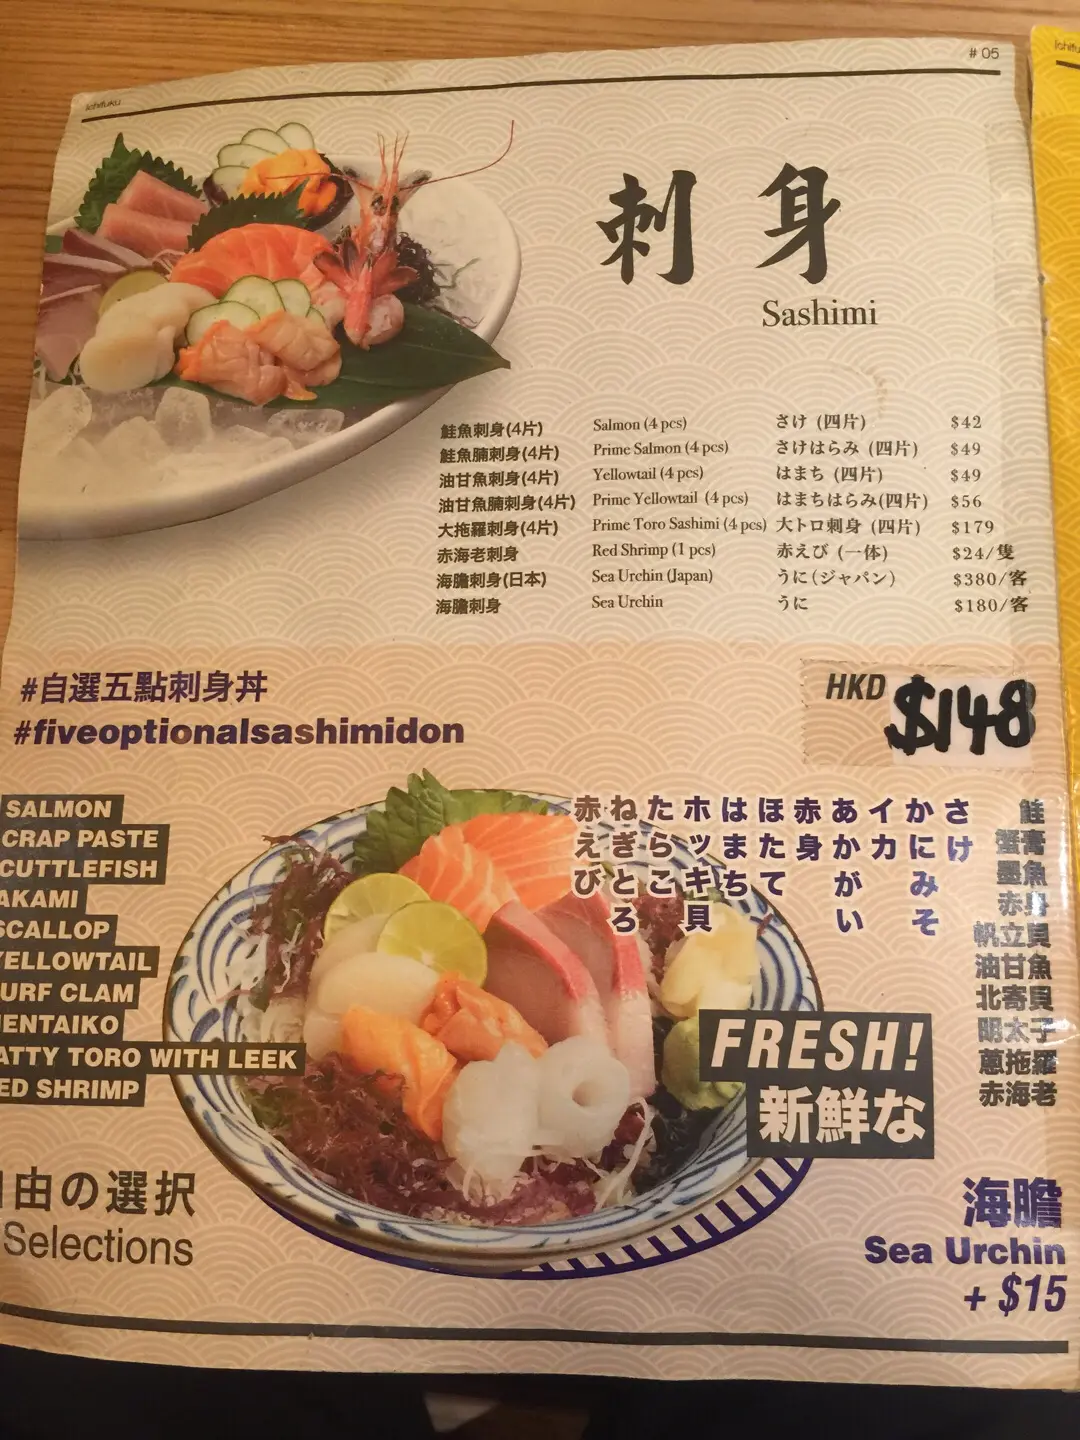 Ichifuku
# 05
刺身
Sashimi
鮭魚刺身(4片) Salmon (4 pcs) さけ (四片) $42
鮭魚腩刺身(4片) Prime Salmon (4 pcs) さけはらみ (四片) $49
油甘魚刺身(4片) Yellowtail (4 pcs) はまち (四片) $49
油甘魚腩刺身(4片) Prime Yellowtail (4 pcs) はまちはらみ(四片) $56
大拖羅刺身(4片) Prime Toro Sashimi (4 pcs) 大トロ刺身 (四片) $179
赤海老刺身 Red Shrimp (1 pcs) 赤えび (一体) $24/隻
海膽刺身(日本) Sea Urchin (Japan) うに(ジャパン) $380/客
海膽刺身 Sea Urchin うに $180/客
#自選五點刺身丼
#fiveoptionalsashimidon
HKD $148
SALMON
CRAP PASTE
CUTTLEFISH
AKAMI
SCALLOP
YELLOWTAIL
URF CLAM
MENTAIKO
ATTY TORO WITH LEEK
ED SHRIMP
さけ
かにみそ
イカ
あかがい
赤身
ほたて
はまち
ホッキ貝
たらこ
ねぎとろ
赤えび
鮭
蟹膏
墨魚
赤身
帆立貝
油甘魚
北寄貝
明太子
蔥拖羅
赤海老
FRESH!
新鮮な
由の選択
Selections
海膽
Sea Urchin
+ $15